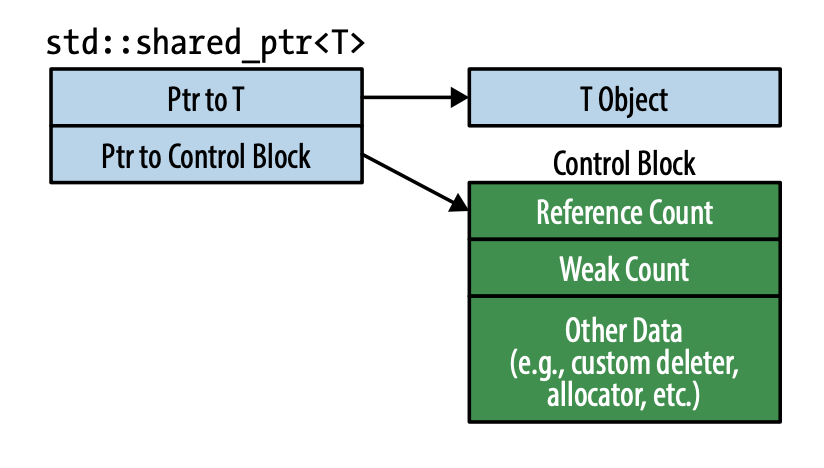 std::shared_ptr<T>
Ptr to T
T Object
Ptr to Control Block
Control Block
Reference Count
Weak Count
Other Data
(e.g., custom deleter,
allocator, etc.)